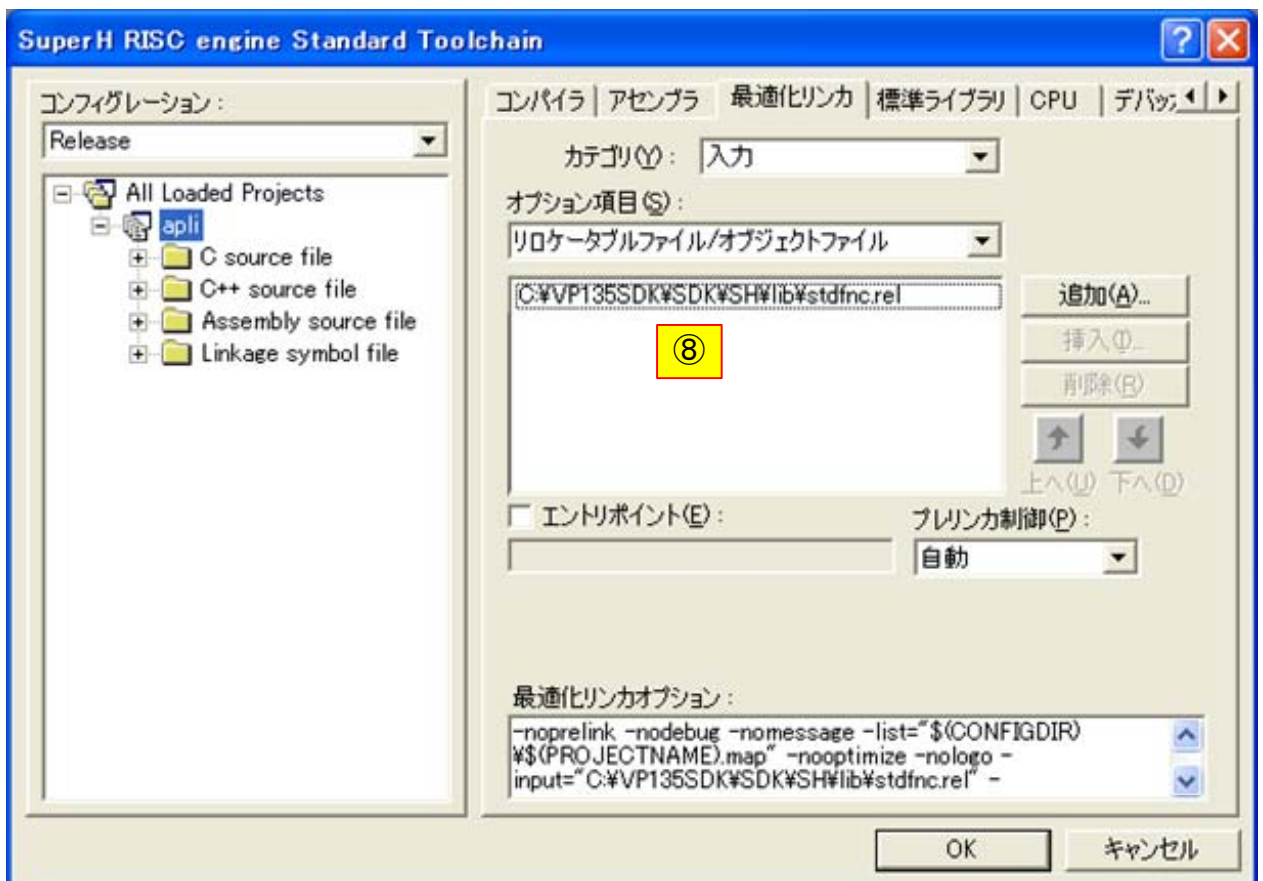 SuperH RISC engine Standard Toolchain
コンフィグレーション :
Release
All Loaded Projects
apli
C source file
C++ source file
Assembly source file
Linkage symbol file
コンパイラ アセンブラ 最適化リンカ 標準ライブラリ CPU デバッガ
カテゴリ(Y) : 入力
オプション項目(S) :
リロケータブルファイル/オブジェクトファイル
C:¥VP135SDK¥SDK¥SH¥lib¥stdfnc.rel
⑧
追加(A)...
挿入(I)...
削除(R)
上へ(U) 下へ(D)
エントリポイント(E) :
プレリンカ制御(P) :
自動
最適化リンカオプション :
-noprelink -nodebug -nomessage -list="$(CONFIGDIR)
¥$(PROJECTNAME).map" -nooptimize -nologo -
input="C:¥VP135SDK¥SDK¥SH¥lib¥stdfnc.rel" -
OK キャンセル